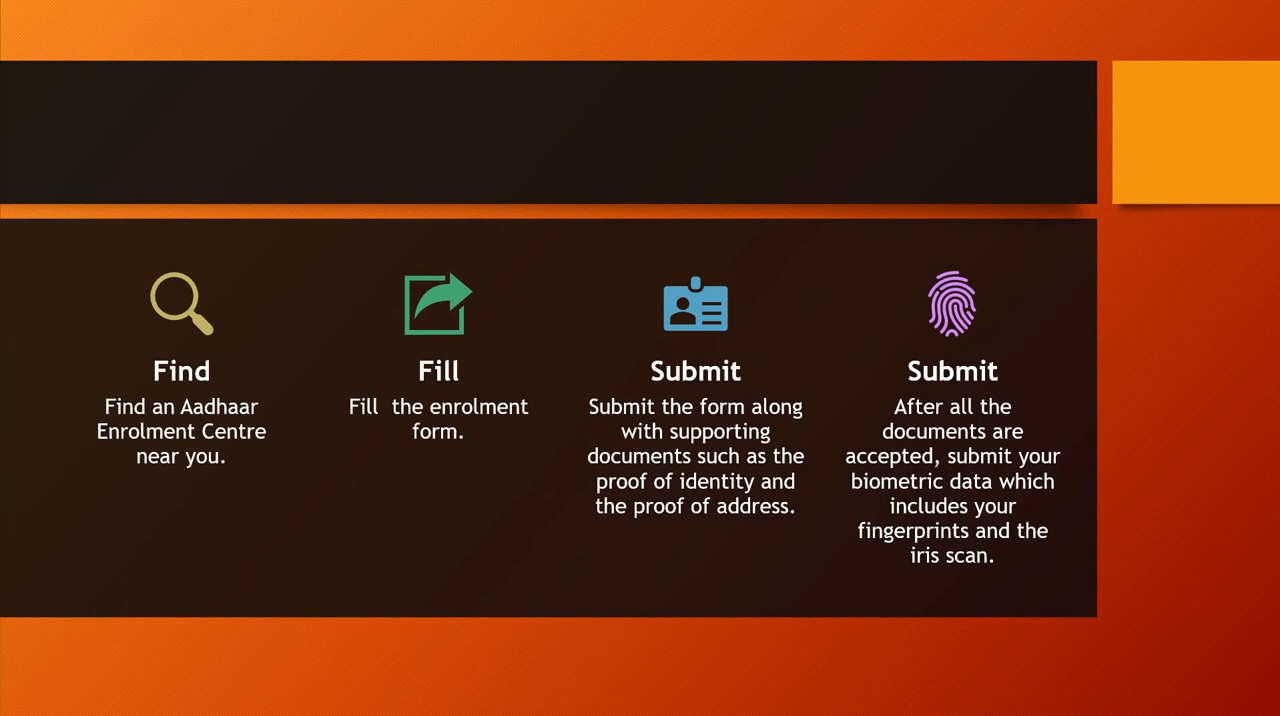 Find
Find an Aadhaar
Enrolment Centre
near you.
Fill
Fill  the enrolment
form.
Submit
Submit the form along
with supporting
documents such as the
proof of identity and
the proof of address.
Submit
After all the
documents are
accepted, submit your
biometric data which
includes your
fingerprints and the
iris scan.